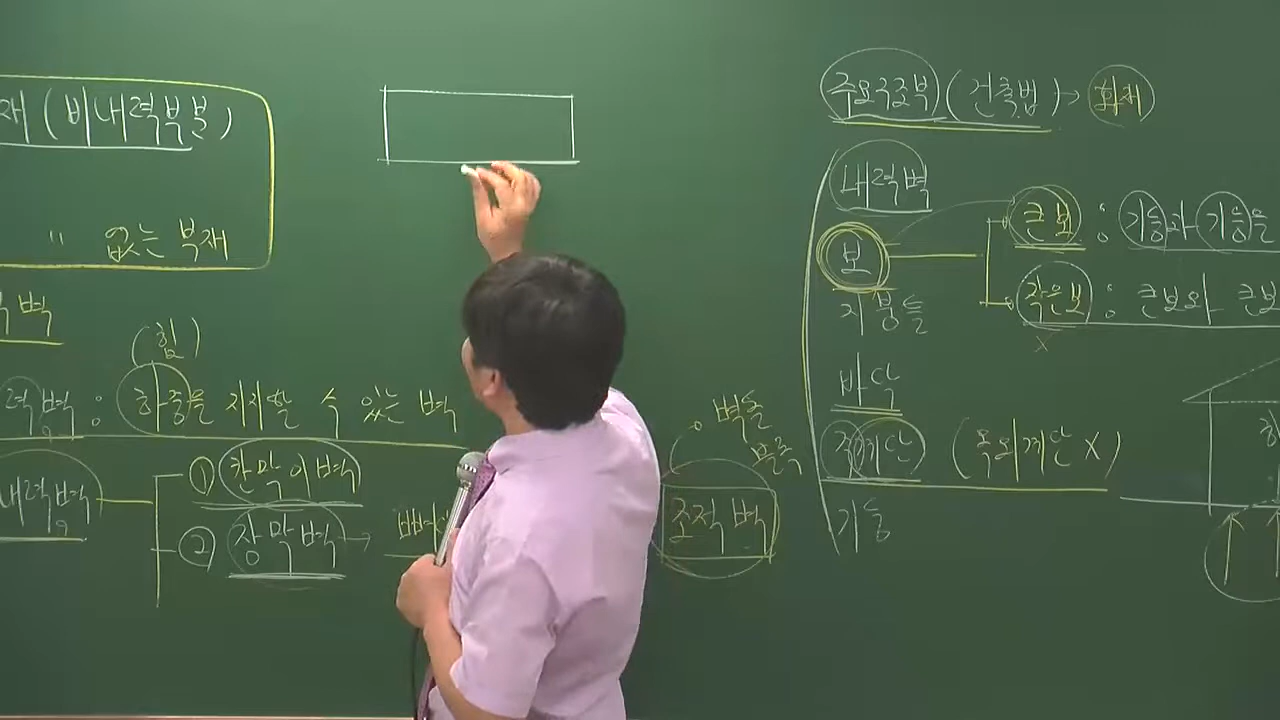 재 (비내력부분)
" 없는 부재
벽
(힘)
력벽 : 하중을 지지할 수 있는 벽
내력벽
① 칸막이벽
② 장막벽 →
벽을
조적벽
주요구조부 (건축법) → 화재
내력벽
보
큰보 : 기둥과 기둥을
작은보 : 큰보와 큰보
x
지붕틀
바닥
주계단 (옥외계단 X)
기둥